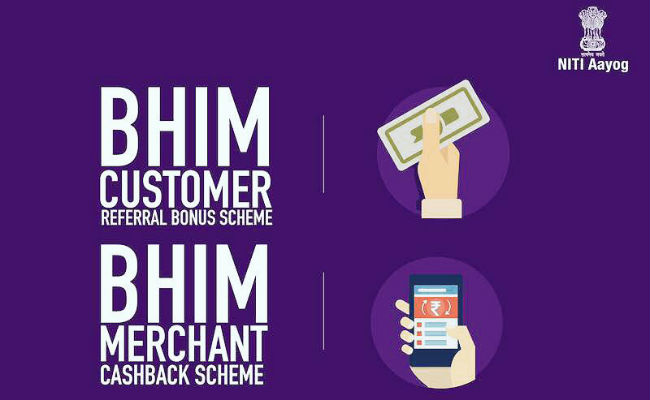 NITI Aayog
BHIM
CUSTOMER
REFERRAL BONUS SCHEME
BHIM
MERCHANT
CASHBACK SCHEME
₹